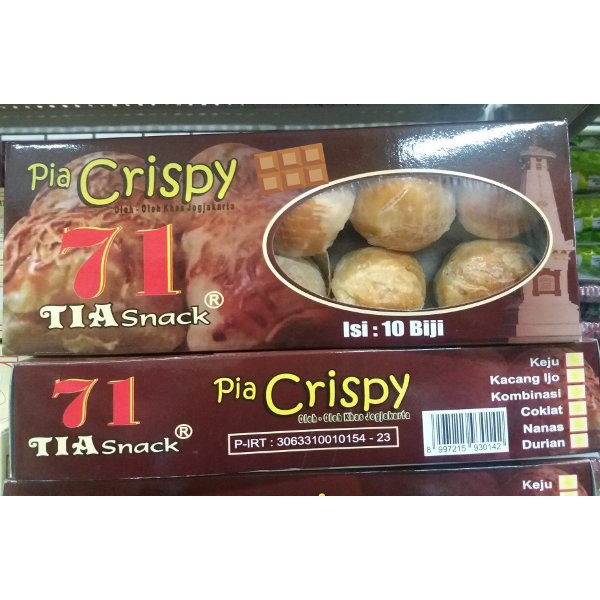 Pia Crispy
Oleh - Oleh Khas Jogjakarta
71
TIA Snack®
Isi : 10 Biji
71
TIA Snack®
Pia Crispy
Oleh - Oleh Khas Jogjakarta
P-IRT : 3063310010154 - 23
8 997215 930142
Keju
Kacang Ijo
Kombinasi
Coklat
Nanas
Durian
Keju